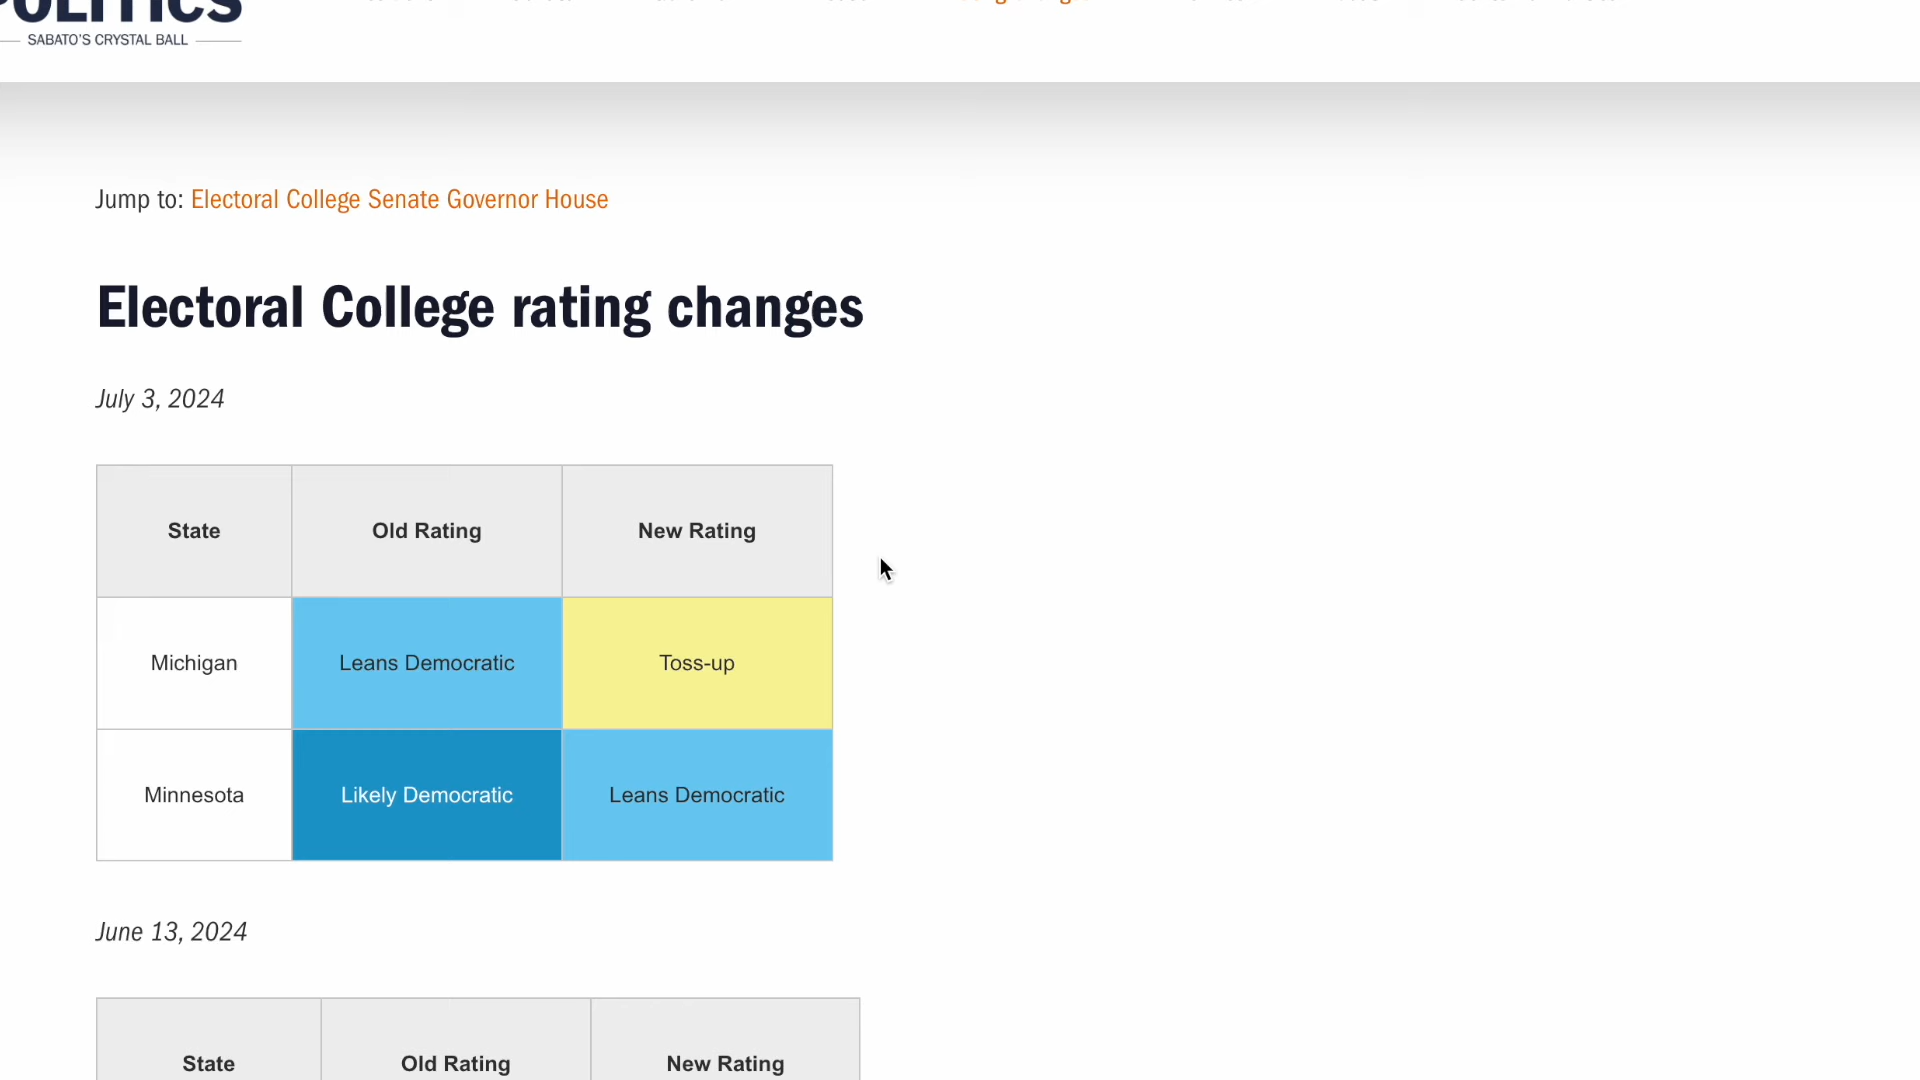 POLITICS
SABATO'S CRYSTAL BALL
Jump to: Electoral College Senate Governor House
Electoral College rating changes
July 3, 2024
State Old Rating New Rating
Michigan Leans Democratic Toss-up
Minnesota Likely Democratic Leans Democratic
June 13, 2024
State Old Rating New Rating